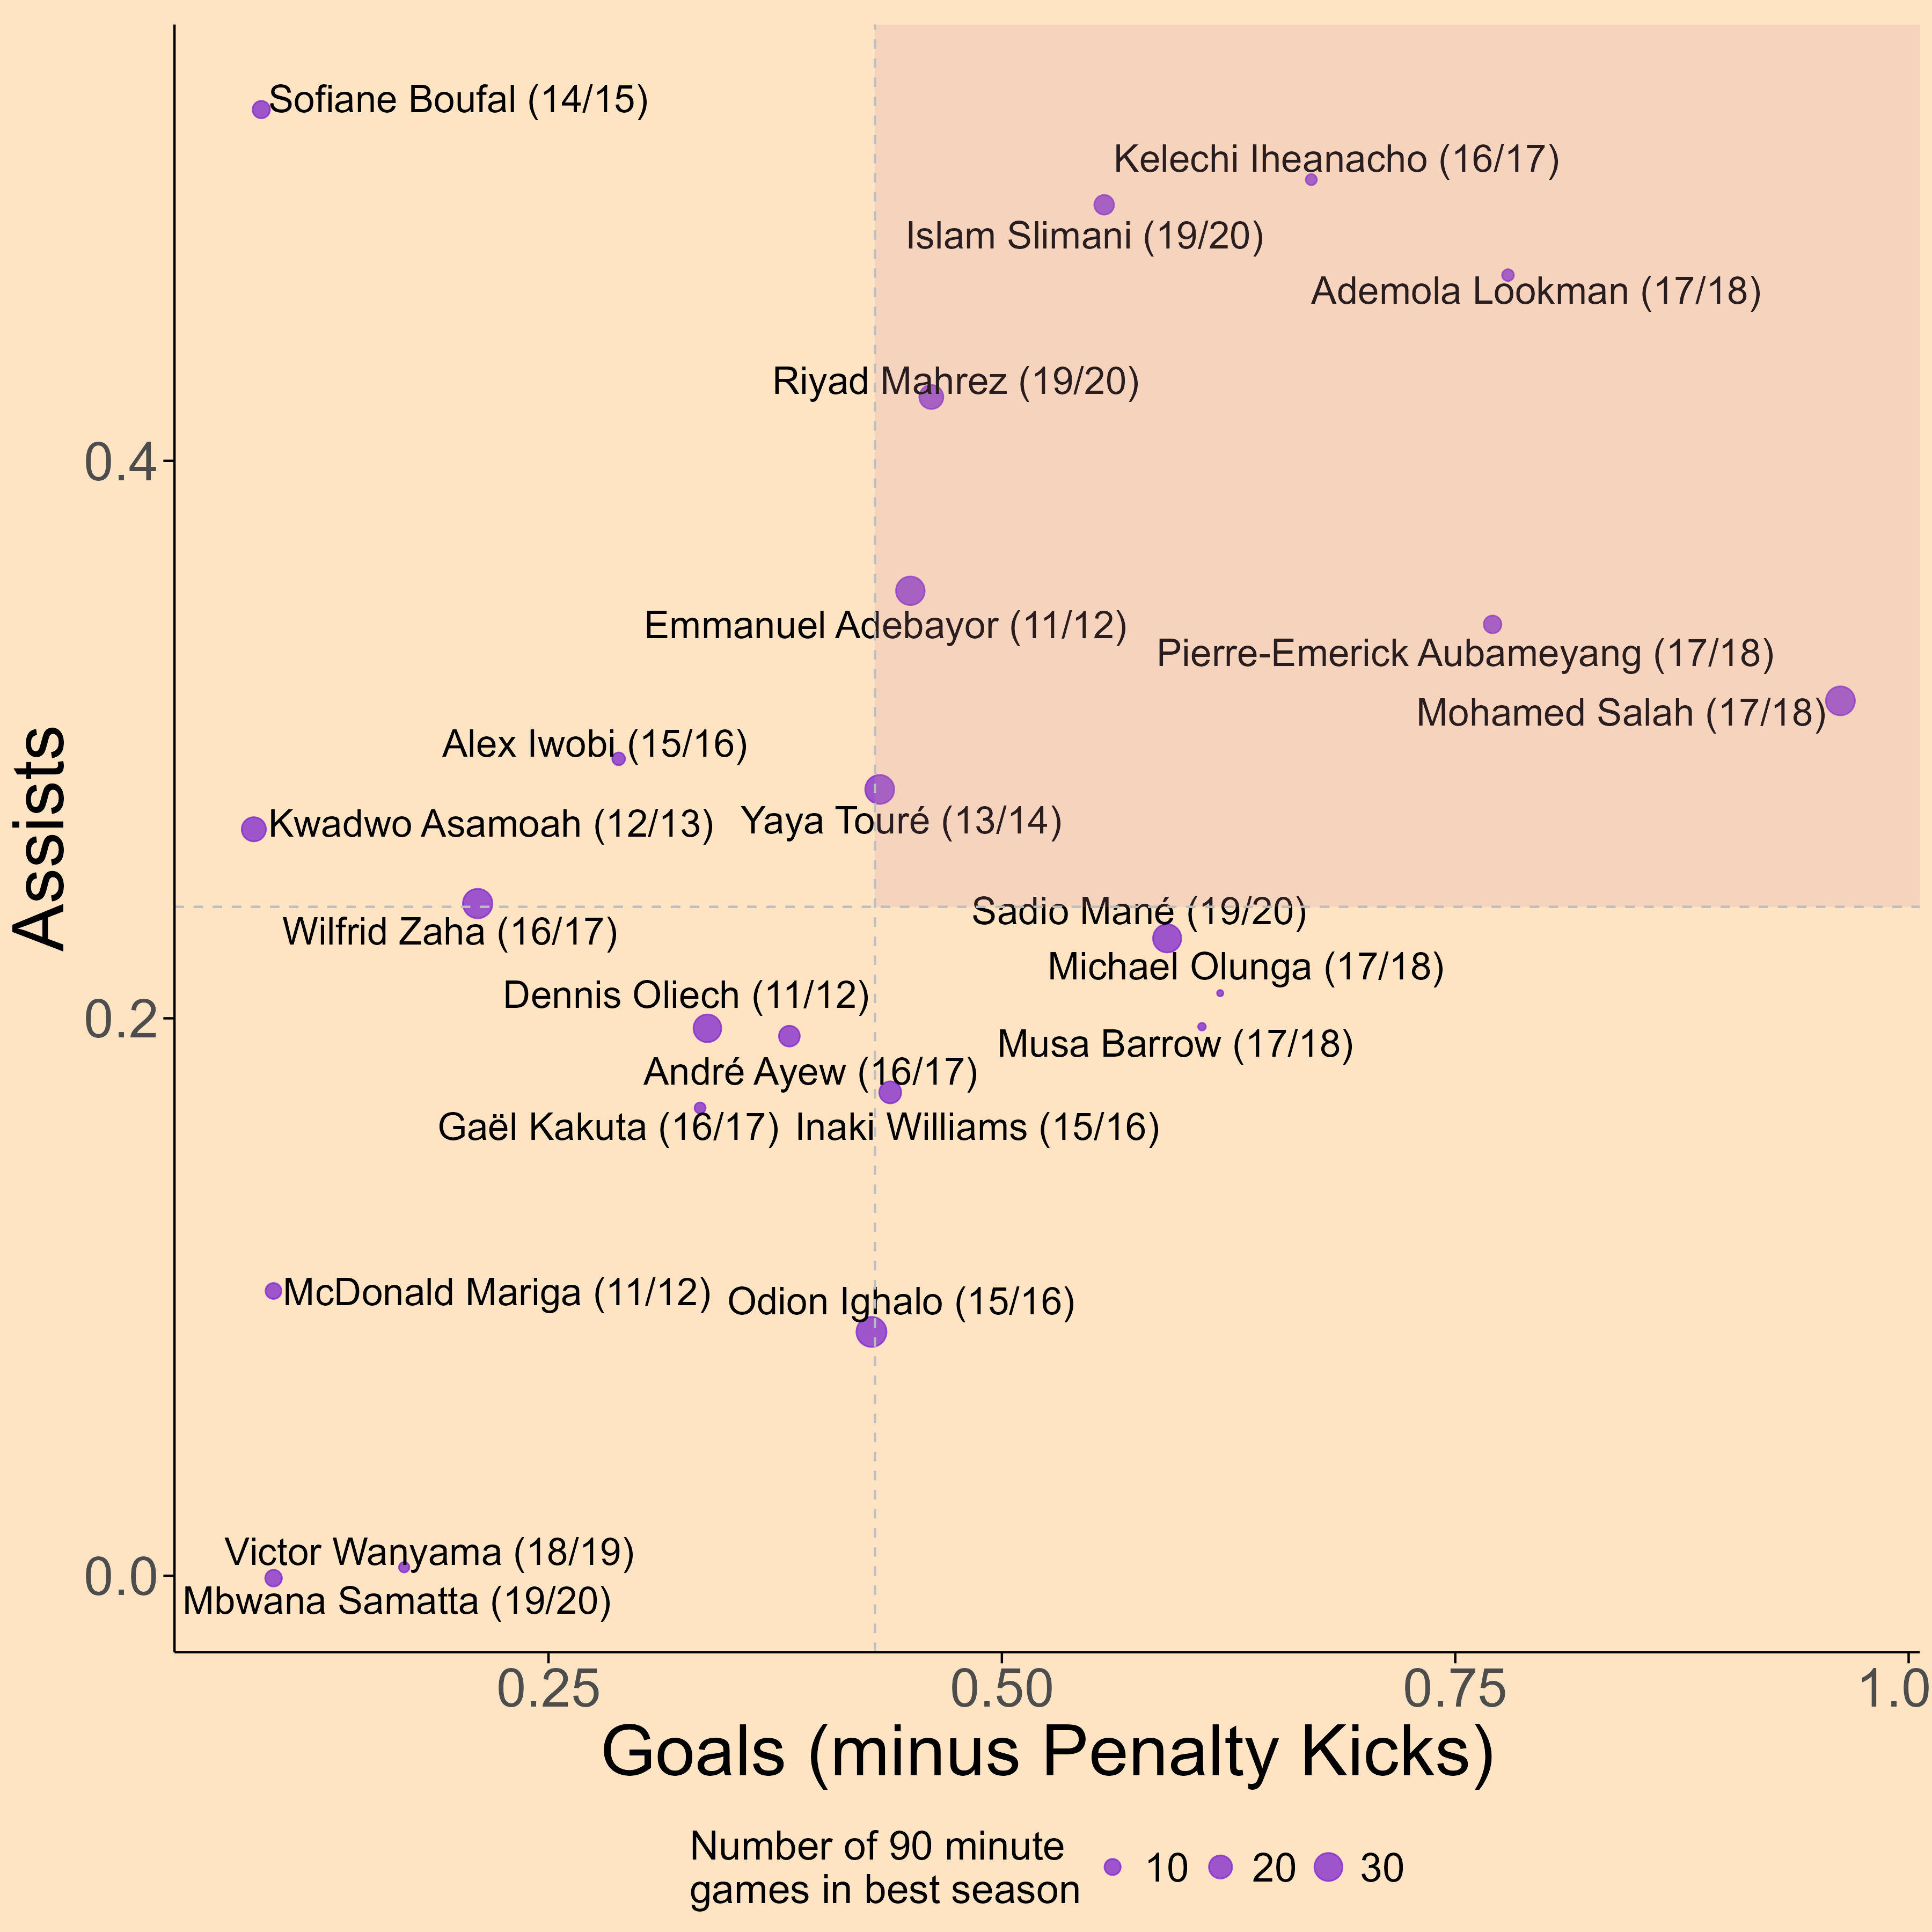 Sofiane Boufal (14/15)
Kelechi Iheanacho (16/17)
Islam Slimani (19/20)
Ademola Lookman (17/18)
Riyad Mahrez (19/20)
0.4
Emmanuel Adebayor (11/12)
Pierre-Emerick Aubameyang (17/18)
Mohamed Salah (17/18)
Alex Iwobi (15/16)
Kwadwo Asamoah (12/13)
Yaya Touré (13/14)
Assists
Sadio Mané (19/20)
Wilfrid Zaha (16/17)
Michael Olunga (17/18)
Dennis Oliech (11/12)
0.2
Musa Barrow (17/18)
André Ayew (16/17)
Gaël Kakuta (16/17)
Inaki Williams (15/16)
McDonald Mariga (11/12)
Odion Ighalo (15/16)
Victor Wanyama (18/19)
0.0
Mbwana Samatta (19/20)
0.25 0.50 0.75 1.0
Goals (minus Penalty Kicks)
Number of 90 minute
games in best season
10 20 30